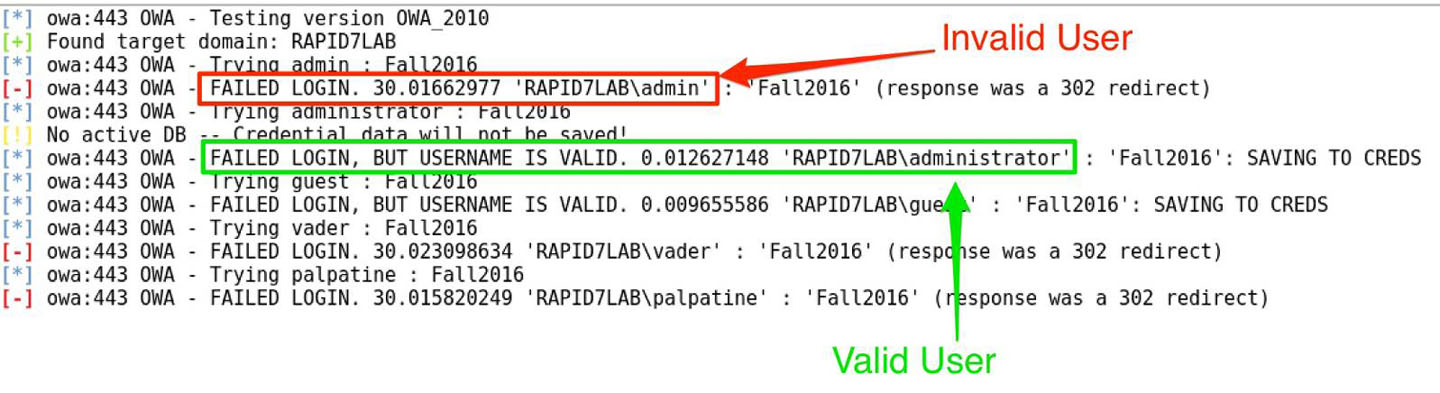 [*] owa:443 OWA - Testing version OWA_2010
[+] Found target domain: RAPID7LAB
Invalid User
[*] owa:443 OWA - Trying admin : Fall2016
[-] owa:443 OWA - FAILED LOGIN. 30.01662977 'RAPID7LAB\admin' : 'Fall2016' (response was a 302 redirect)
[*] owa:443 OWA - Trying administrator : Fall2016
[!] No active DB -- Credential data will not be saved!
[*] owa:443 OWA - FAILED LOGIN, BUT USERNAME IS VALID. 0.012627148 'RAPID7LAB\administrator' : 'Fall2016': SAVING TO CREDS
[*] owa:443 OWA - Trying guest : Fall2016
[*] owa:443 OWA - FAILED LOGIN, BUT USERNAME IS VALID. 0.009655586 'RAPID7LAB\guest' : 'Fall2016': SAVING TO CREDS
[*] owa:443 OWA - Trying vader : Fall2016
[-] owa:443 OWA - FAILED LOGIN. 30.023098634 'RAPID7LAB\vader' : 'Fall2016' (response was a 302 redirect)
[*] owa:443 OWA - Trying palpatine : Fall2016
[-] owa:443 OWA - FAILED LOGIN. 30.015820249 'RAPID7LAB\palpatine' : 'Fall2016' (response was a 302 redirect)
Valid User